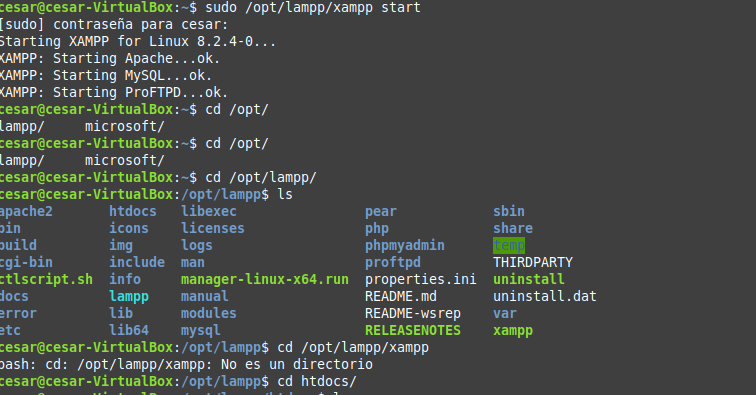 cesar@cesar-VirtualBox:~$ sudo /opt/lampp/xampp start
[sudo] contraseña para cesar:
Starting XAMPP for Linux 8.2.4-0...
XAMPP: Starting Apache...ok.
XAMPP: Starting MySQL...ok.
XAMPP: Starting ProFTPD...ok.
cesar@cesar-VirtualBox:~$ cd /opt/
lampp/     microsoft/
cesar@cesar-VirtualBox:~$ cd /opt/
lampp/     microsoft/
cesar@cesar-VirtualBox:~$ cd /opt/lampp/
cesar@cesar-VirtualBox:/opt/lampp$ ls
apache2       htdocs   libexec                pear            sbin
bin           icons    licenses               php             share
build         img      logs                   phpmyadmin      temp
cgi-bin       include  man                    proftpd         THIRDPARTY
ctlscript.sh  info     manager-linux-x64.run  properties.ini  uninstall
docs          lampp    manual                 README.md       uninstall.dat
error         lib      modules                README-wsrep    var
etc           lib64    mysql                  RELEASENOTES    xampp
cesar@cesar-VirtualBox:/opt/lampp$ cd /opt/lampp/xampp
bash: cd: /opt/lampp/xampp: No es un directorio
cesar@cesar-VirtualBox:/opt/lampp$ cd htdocs/